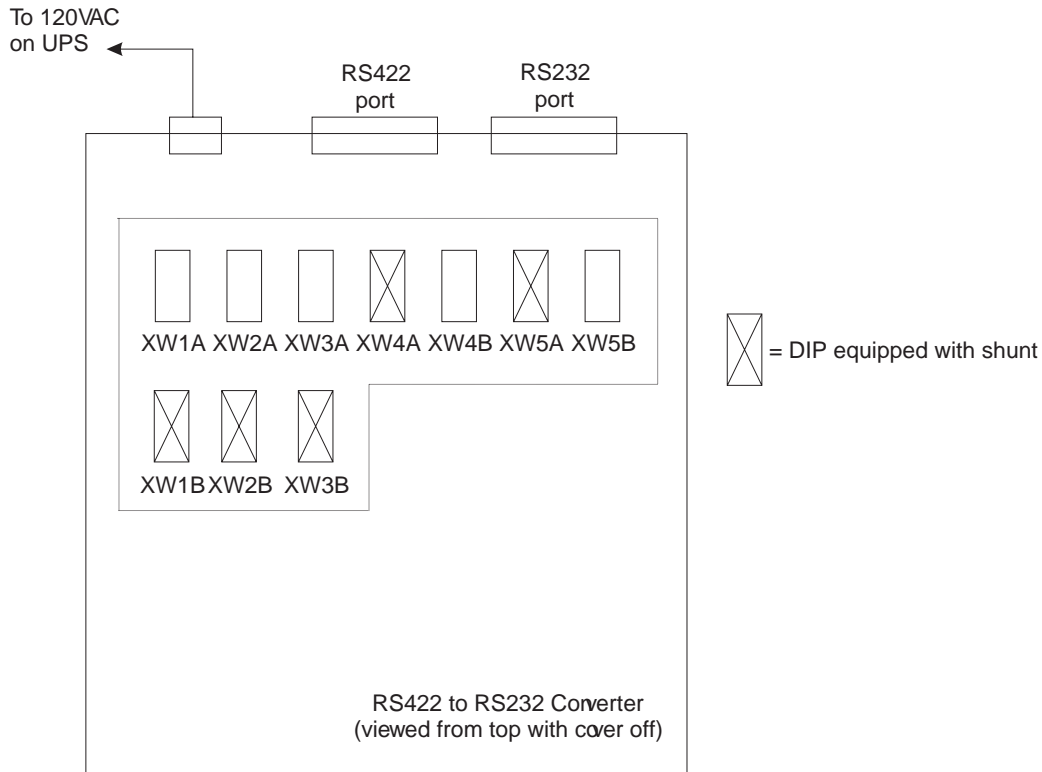 To 120VAC
on UPS
RS422
port
RS232
port
XW1A XW2A XW3A XW4A XW4B XW5A XW5B
= DIP equipped with shunt
XW1B XW2B XW3B
RS422 to RS232 Converter
(viewed from top with cover off)